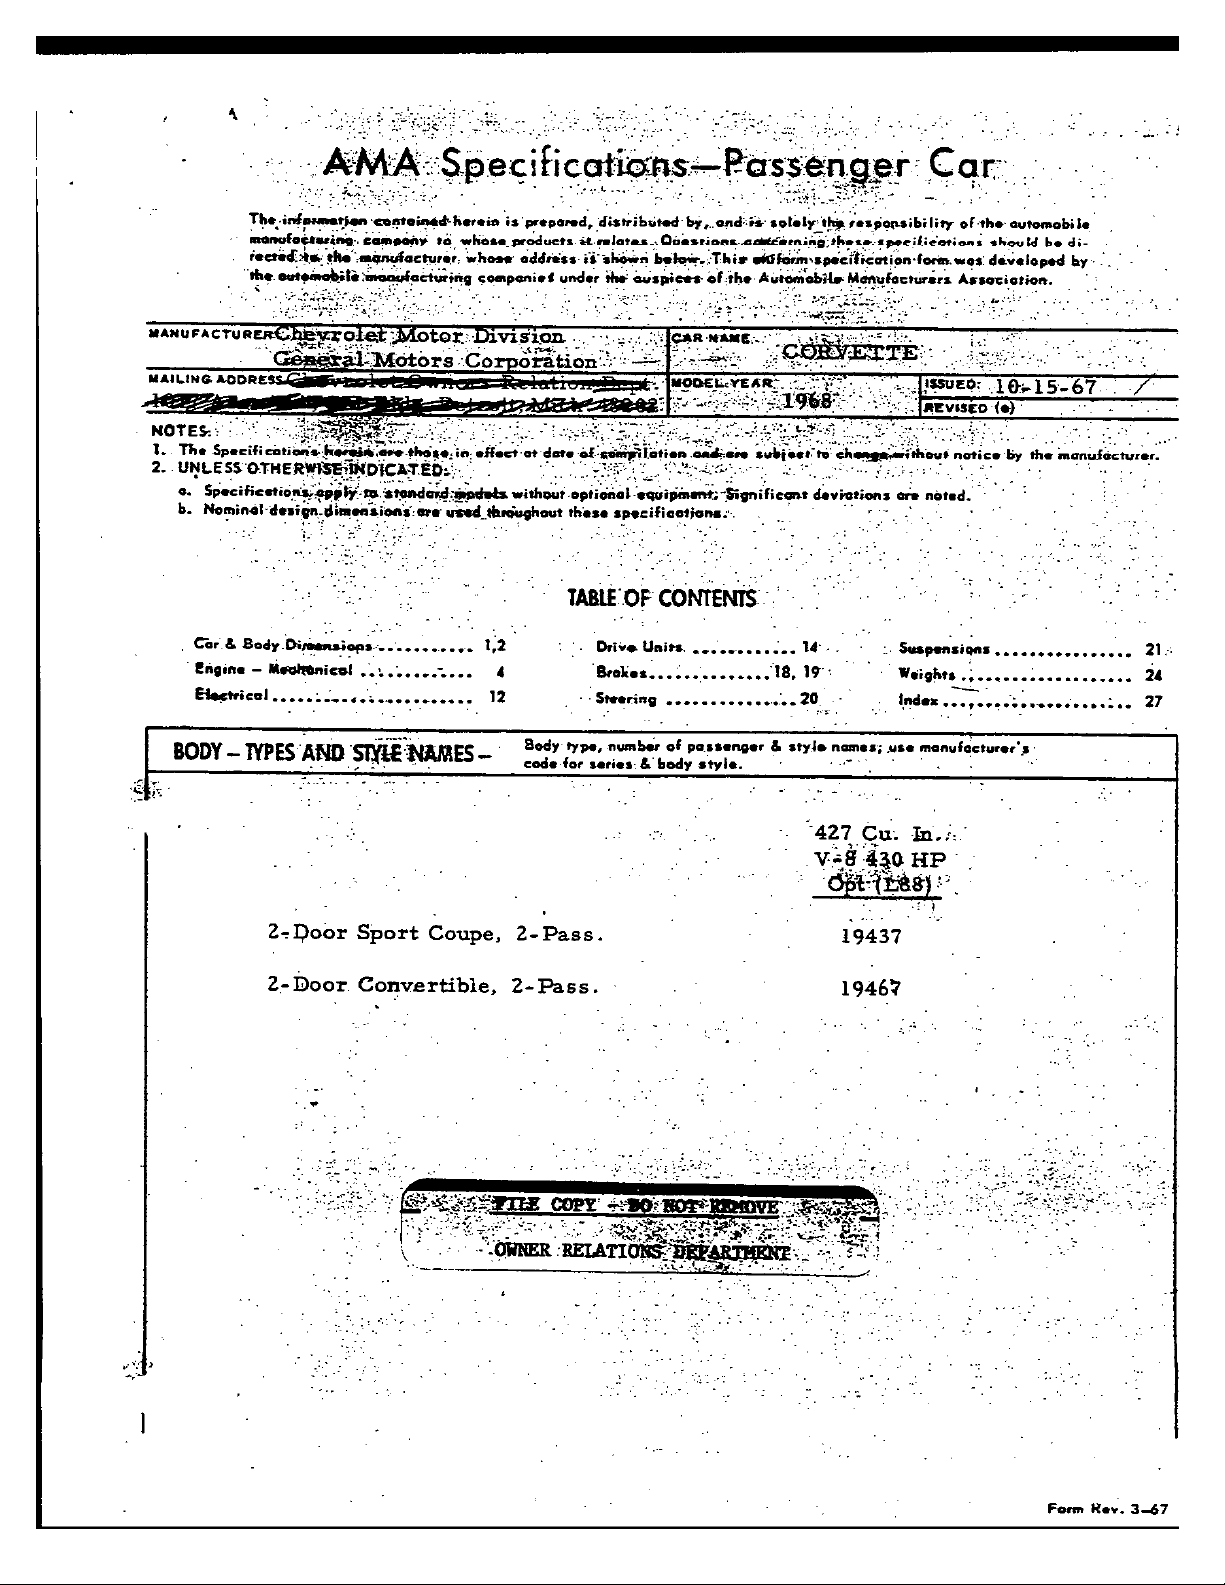 AMA Specifications—Passenger Car
The information contained herein is prepared, distributed by, and is solely the responsibility of the automobile
manufacturing company to whose products it relates. Questions concerning these specifications should be di-
rected to the manufacturer whose address is shown below. This uniform specification form was developed by
the automobile manufacturing companies under the auspices of the Automobile Manufacturers Association.
MANUFACTURER Chevrolet Motor Division
General Motors Corporation
CAR NAME
CORVETTE
MAILING ADDRESS Chevrolet Owners Relation Dept.
MODEL YEAR
1968
ISSUED: 10-15-67
REVISED (•)
NOTES:
1. The Specifications herein are those in effect at date of compilation and are subject to change without notice by the manufacturer.
2. UNLESS OTHERWISE INDICATED:
a. Specifications apply to standard models without optional equipment; Significant deviations are noted.
b. Nominal design dimensions are used throughout these specifications.
TABLE OF CONTENTS
Car & Body Dimensions ........... 1,2
Engine – Mechanical ............. 4
Electrical ....................... 12
Drive Units ............. 14
Brakes............... 18, 19
Steering ................ 20
Suspensions ................. 21
Weights ..................... 24
Index ....................... 27
BODY – TYPES AND STYLE NAMES –
Body type, number of passenger & style names; use manufacturer's
code for series & body style.
427 Cu. In.
V-8 430 HP
Opt (L88)
2-Door Sport Coupe, 2-Pass. 19437
2-Door Convertible, 2-Pass. 19467
FILE COPY - DO NOT REMOVE
OWNER RELATIONS DEPARTMENT
Form Rev. 3–67